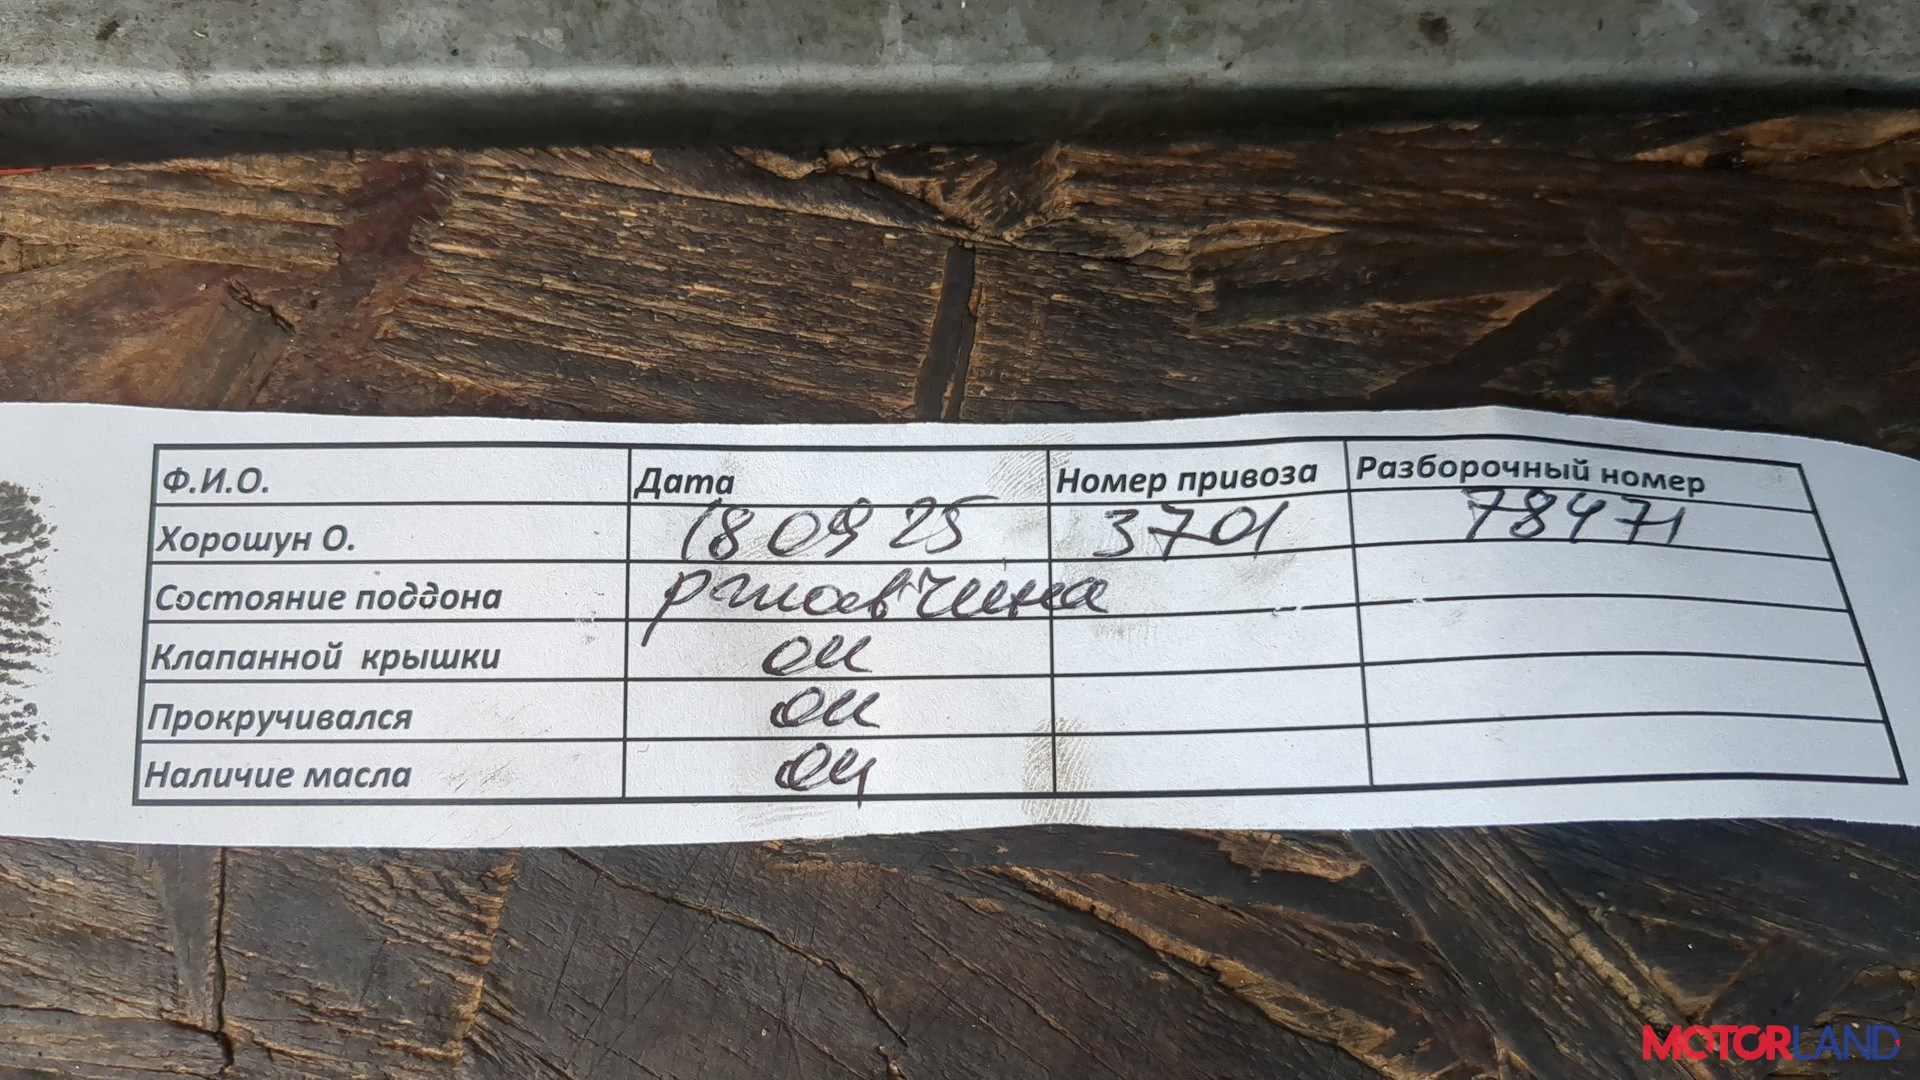 Ф.И.О. Дата Номер привоза Разборочный номер
Хорошун О. 18 09 25 3701 78471
Состояние поддона ржавчина
Клапанной крышки ок
Прокручивался ок
Наличие масла ок
MOTORLAND